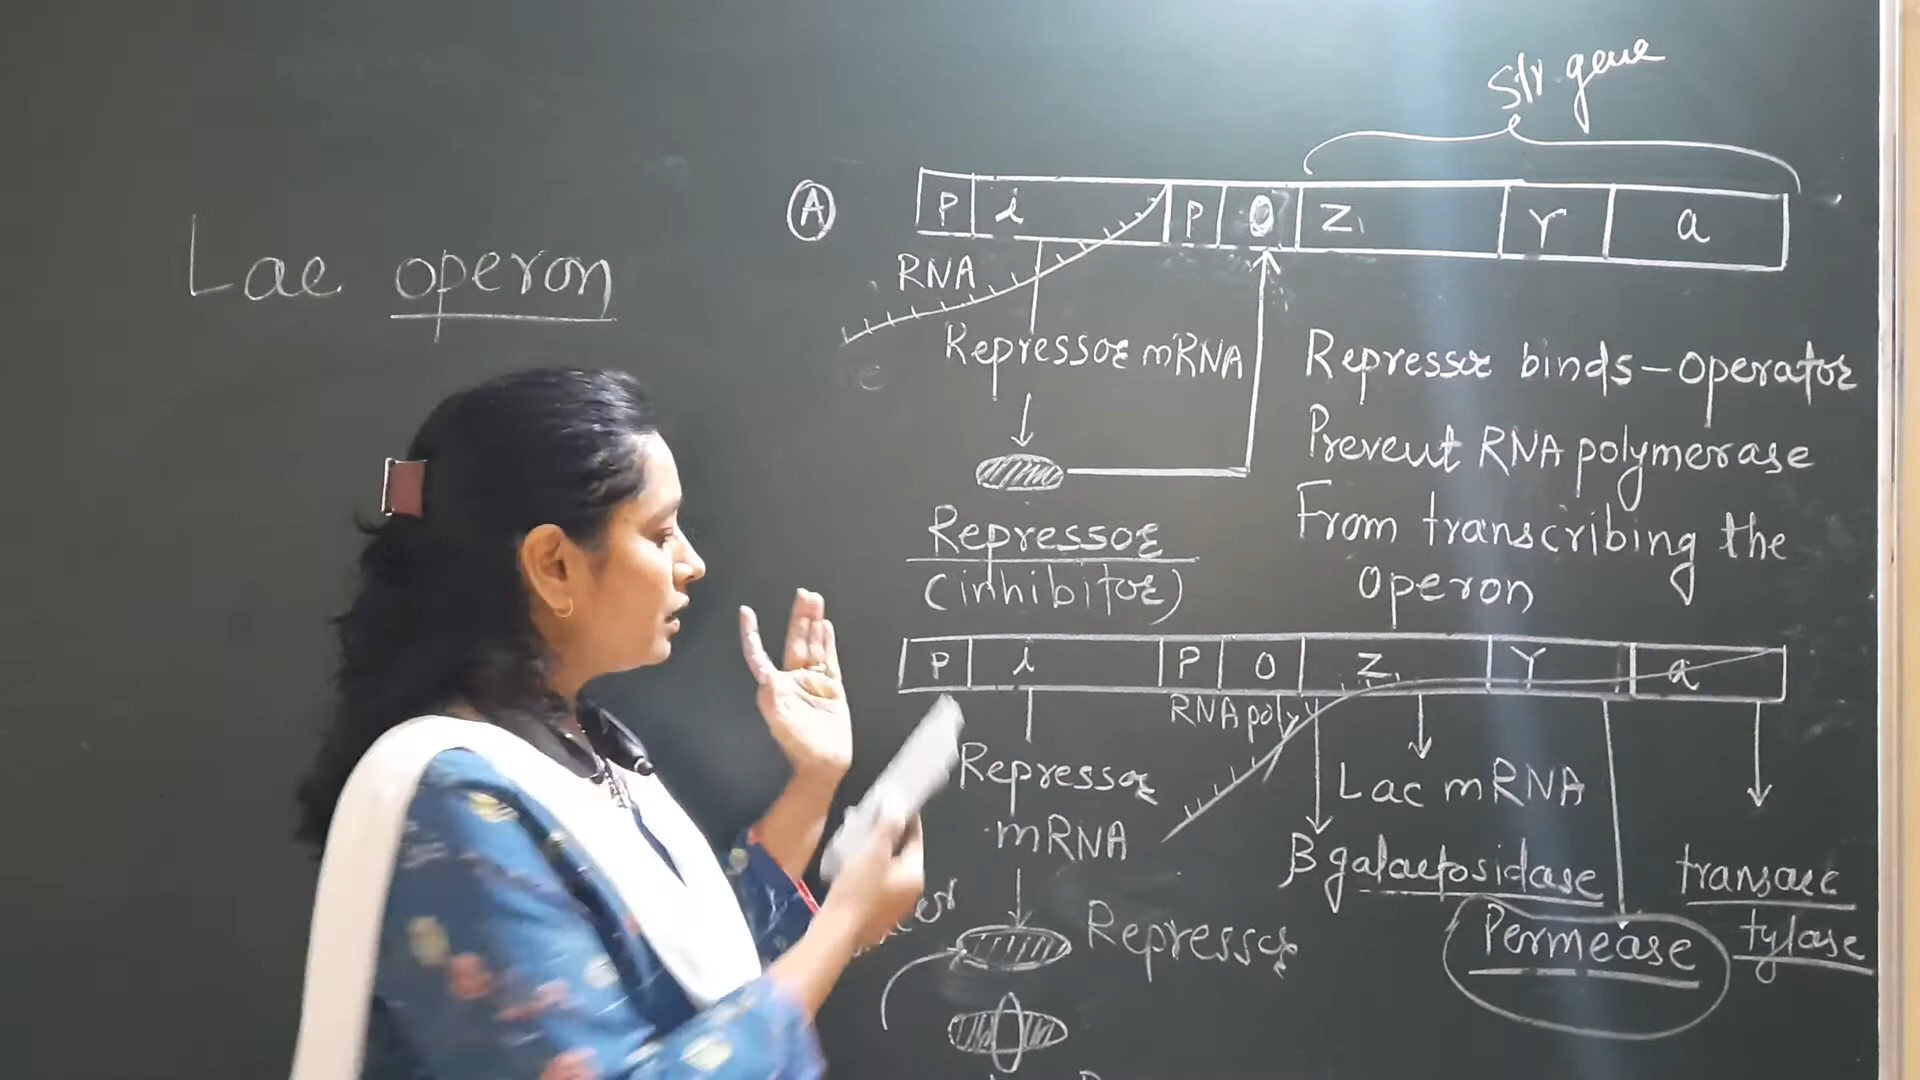 Lac operon
Str. gene
A
P i P O Z Y a
RNA
Repressor mRNA
Repressor
(inhibitor)
Repressor binds - operator
Prevent RNA polymerase
From transcribing the
operon
P i P O Z Y a
RNA poly
Repressor
mRNA
Repressor
Lac mRNA
β galactosidase
Permease
transace
tylase